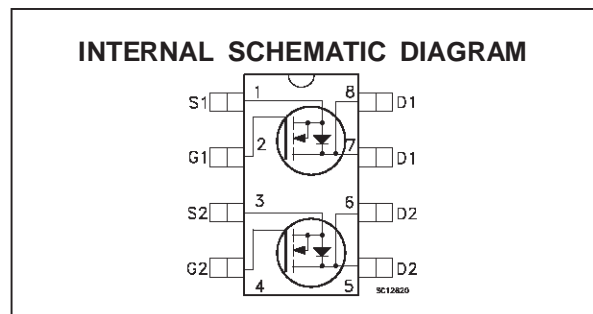 INTERNAL SCHEMATIC DIAGRAM
S1 1 8 D1
G1 2 7 D1
S2 3 6 D2
G2 4 5 D2
SC12820